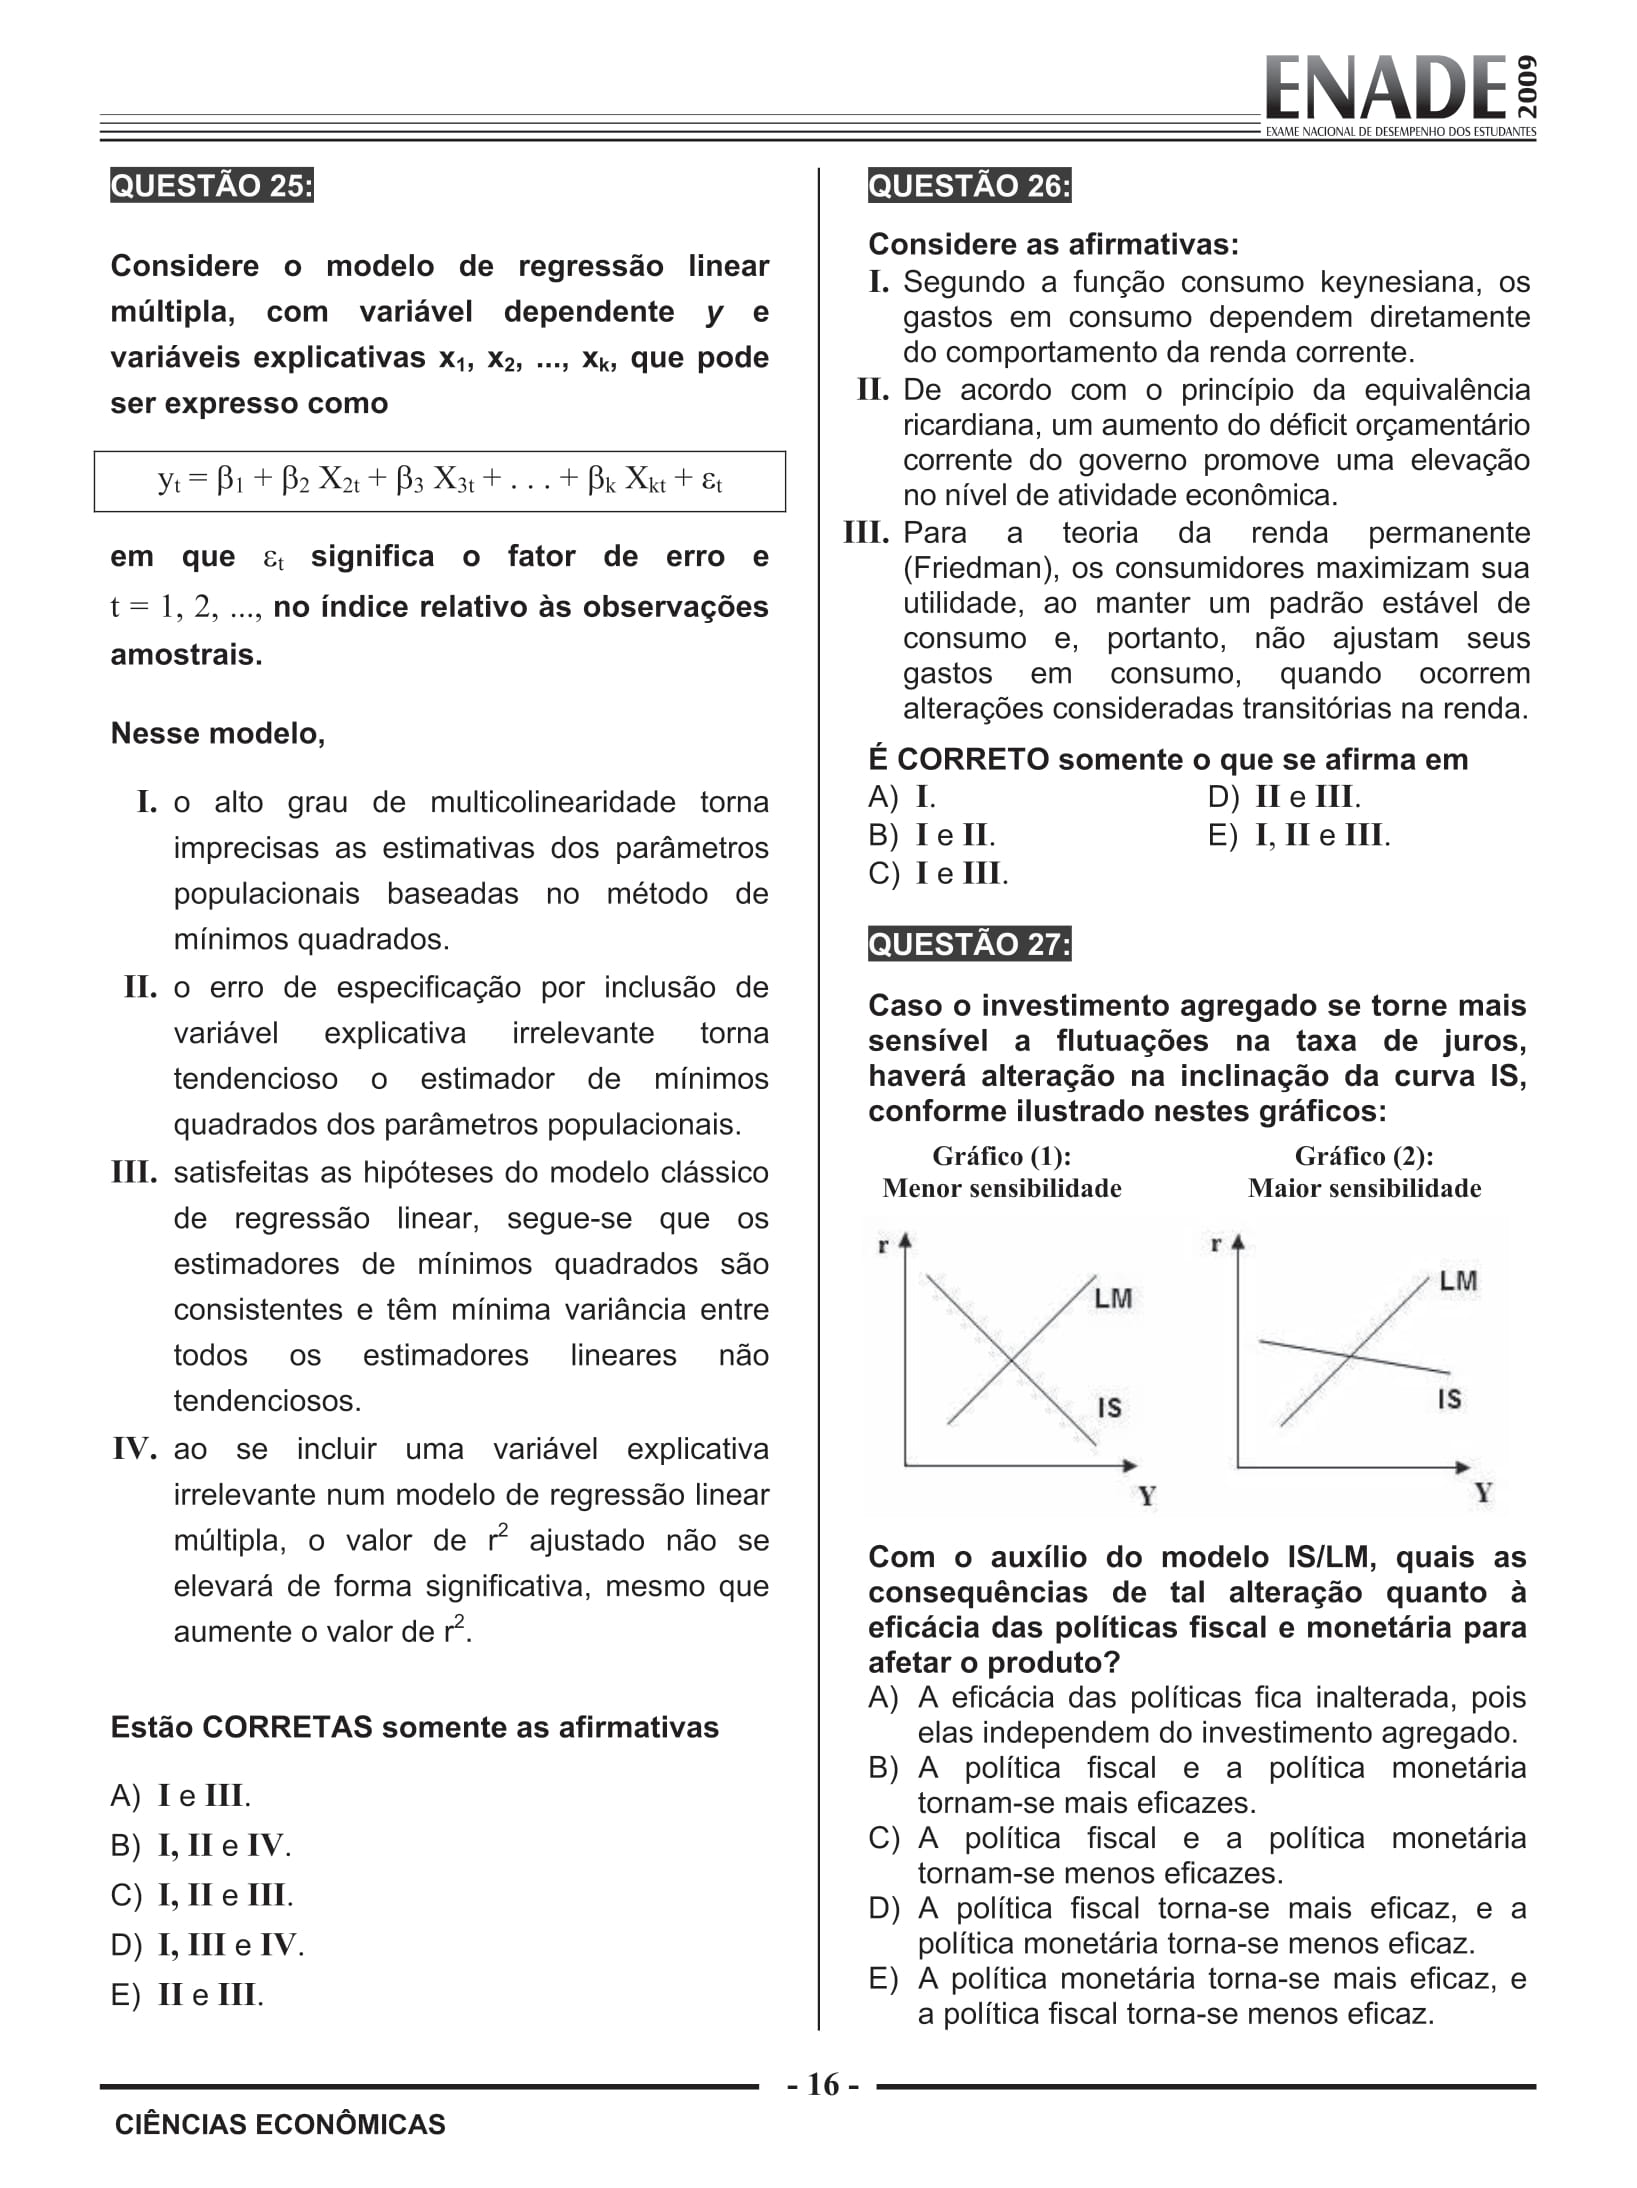 ENADE 2009
EXAME NACIONAL DE DESEMPENHO DOS ESTUDANTES
QUESTÃO 25:
Considere o modelo de regressão linear
múltipla, com variável dependente y e
variáveis explicativas x₁, x₂, ..., xₖ, que pode
ser expresso como
yₜ = β₁ + β₂ X₂ₜ + β₃ X₃ₜ + . . . + βₖ Xₖₜ + εₜ
em que εₜ significa o fator de erro e
t = 1, 2, ..., no índice relativo às observações
amostrais.
Nesse modelo,
I. o alto grau de multicolinearidade torna
imprecisas as estimativas dos parâmetros
populacionais baseadas no método de
mínimos quadrados.
II. o erro de especificação por inclusão de
variável explicativa irrelevante torna
tendencioso o estimador de mínimos
quadrados dos parâmetros populacionais.
III. satisfeitas as hipóteses do modelo clássico
de regressão linear, segue-se que os
estimadores de mínimos quadrados são
consistentes e têm mínima variância entre
todos os estimadores lineares não
tendenciosos.
IV. ao se incluir uma variável explicativa
irrelevante num modelo de regressão linear
múltipla, o valor de r² ajustado não se
elevará de forma significativa, mesmo que
aumente o valor de r².
Estão CORRETAS somente as afirmativas
A) I e III.
B) I, II e IV.
C) I, II e III.
D) I, III e IV.
E) II e III.
QUESTÃO 26:
Considere as afirmativas:
I. Segundo a função consumo keynesiana, os
gastos em consumo dependem diretamente
do comportamento da renda corrente.
II. De acordo com o princípio da equivalência
ricardiana, um aumento do déficit orçamentário
corrente do governo promove uma elevação
no nível de atividade econômica.
III. Para a teoria da renda permanente
(Friedman), os consumidores maximizam sua
utilidade, ao manter um padrão estável de
consumo e, portanto, não ajustam seus
gastos em consumo, quando ocorrem
alterações consideradas transitórias na renda.
É CORRETO somente o que se afirma em
A) I. D) II e III.
B) I e II. E) I, II e III.
C) I e III.
QUESTÃO 27:
Caso o investimento agregado se torne mais
sensível a flutuações na taxa de juros,
haverá alteração na inclinação da curva IS,
conforme ilustrado nestes gráficos:
Gráfico (1): Gráfico (2):
Menor sensibilidade Maior sensibilidade
r r
LM LM
IS IS
Y Y
Com o auxílio do modelo IS/LM, quais as
consequências de tal alteração quanto à
eficácia das políticas fiscal e monetária para
afetar o produto?
A) A eficácia das políticas fica inalterada, pois
elas independem do investimento agregado.
B) A política fiscal e a política monetária
tornam-se mais eficazes.
C) A política fiscal e a política monetária
tornam-se menos eficazes.
D) A política fiscal torna-se mais eficaz, e a
política monetária torna-se menos eficaz.
E) A política monetária torna-se mais eficaz, e
a política fiscal torna-se menos eficaz.
- 16 -
CIÊNCIAS ECONÔMICAS